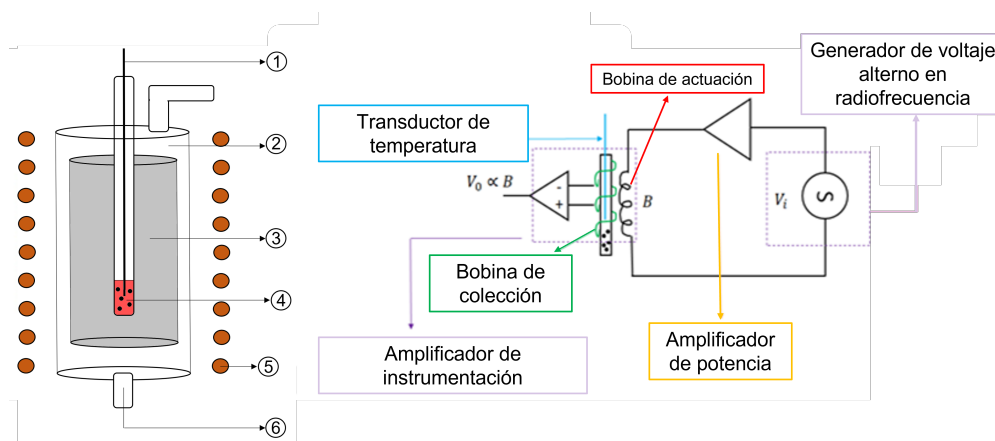 ①
②
③
④
⑤
⑥
Generador de voltaje
alterno en
radiofrecuencia
Bobina de actuación
Transductor de
temperatura
V₀ ∝ B
-
+
B
Vᵢ
S
Bobina de
colección
Amplificador de
instrumentación
Amplificador
de potencia